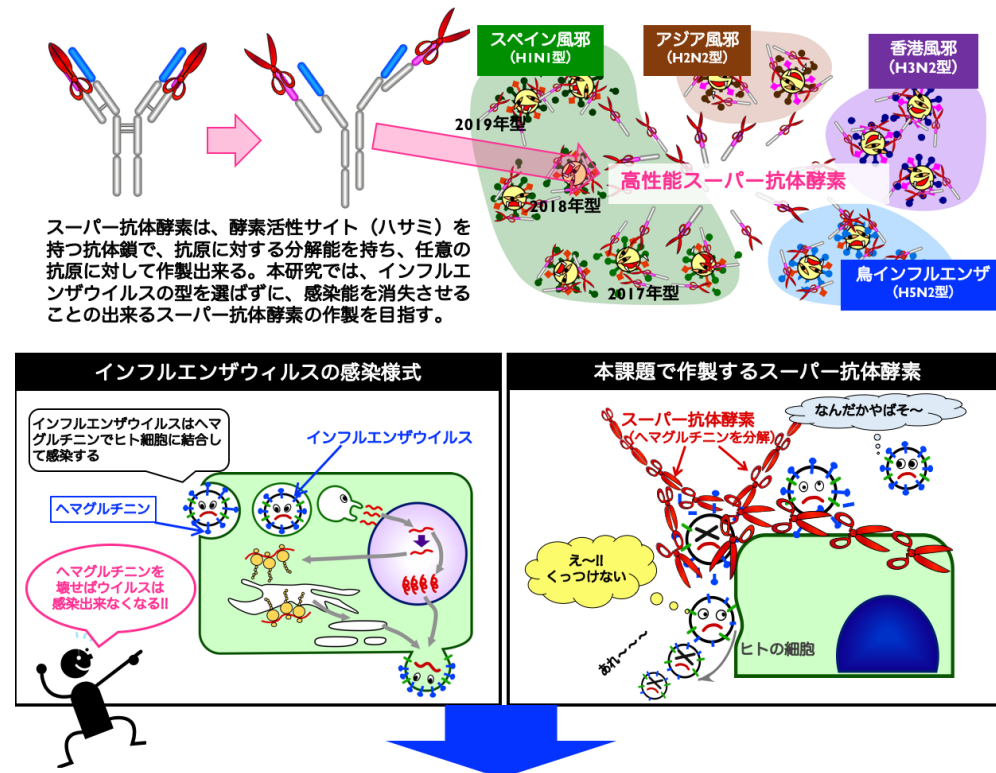 スペイン風邪
（H1N1型）
アジア風邪
（H2N2型）
香港風邪
（H3N2型）
2019年型
高性能スーパー抗体酵素
2018年型
鳥インフルエンザ
（H5N2型）
2017年型
スーパー抗体酵素は、酵素活性サイト（ハサミ）を
持つ抗体鎖で、抗原に対する分解能を持ち、任意の
抗原に対して作製出来る。本研究では、インフルエ
ンザウイルスの型を選ばずに、感染能を消失させる
ことの出来るスーパー抗体酵素の作製を目指す。
インフルエンザウィルスの感染様式
インフルエンザウイルスはヘマ
グルチニンでヒト細胞に結合し
て感染する
インフルエンザウイルス
ヘマグルチニン
ヘマグルチニンを
壊せばウイルスは
感染出来なくなる!!
本課題で作製するスーパー抗体酵素
スーパー抗体酵素
（ヘマグルチニンを分解）
なんだかやばそ～
え～!!
くっつけない
あれ～～～
ヒトの細胞